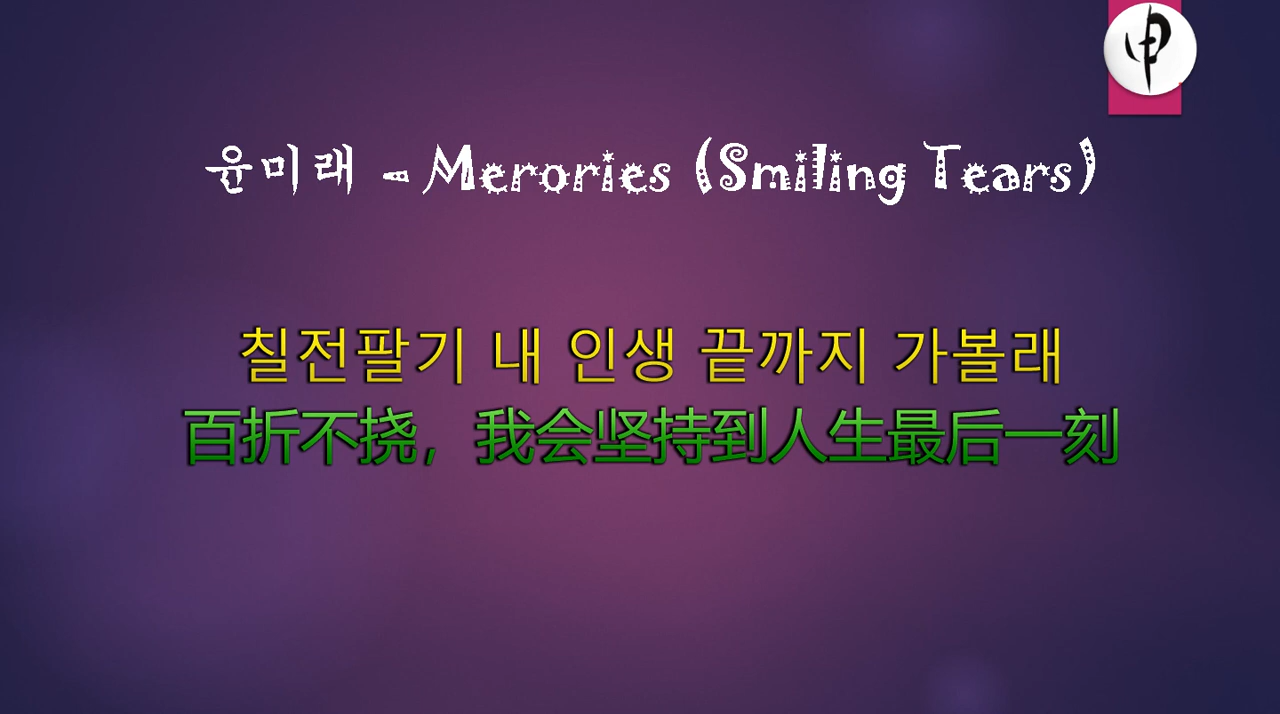 윤미래 - Merories (Smiling Tears)
칠전팔기 내 인생 끝까지 가볼래
百折不挠，我会坚持到人生最后一刻